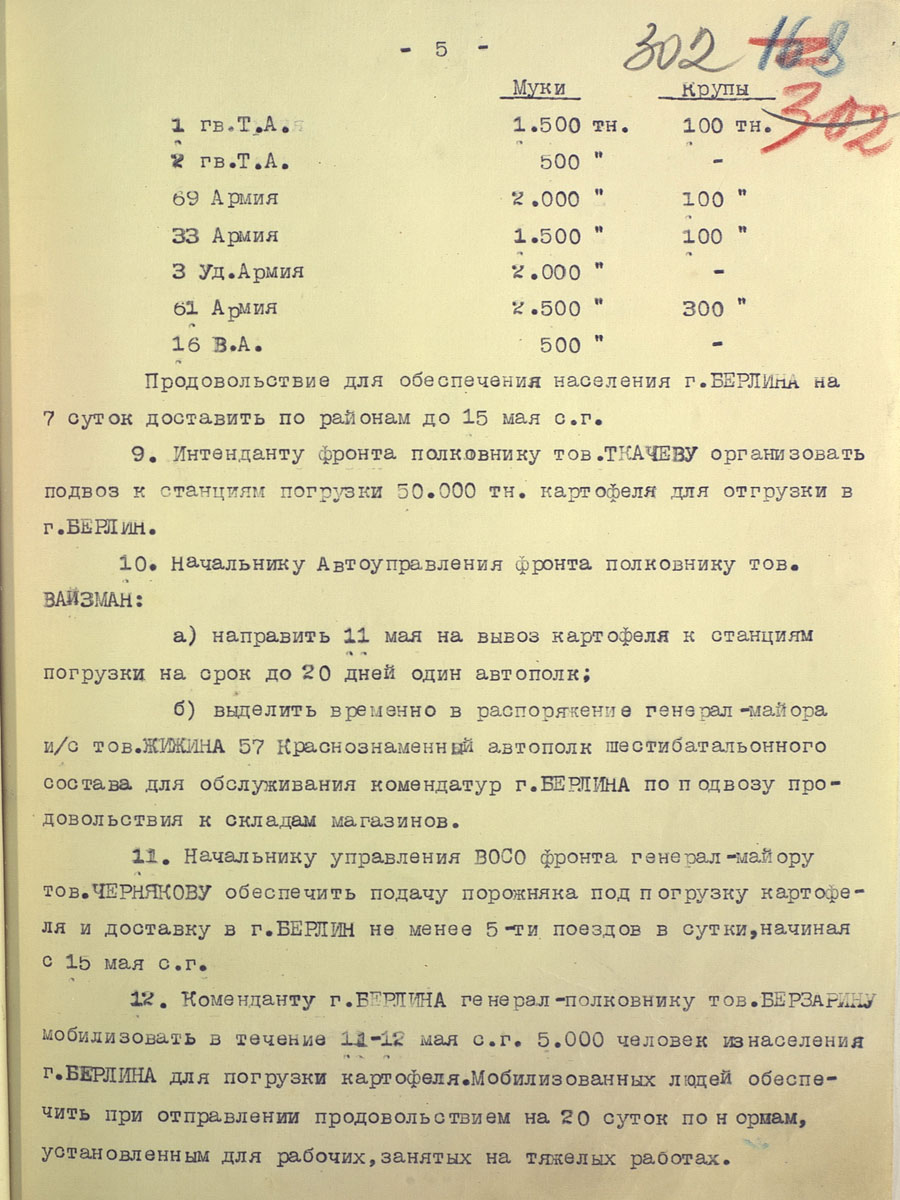 - 5 - 302 168
302
Муки Крупы
1 гв.Т.А. 1.500 тн. 100 тн.
2 гв.Т.А. 500 " -
69 Армия 2.000 " 100 "
33 Армия 1.500 " 100 "
3 Уд.Армия 2.000 " -
61 Армия 2.500 " 300 "
16 В.А. 500 " -
Продовольствие для обеспечения населения г.БЕРЛИНА на
7 суток доставить по районам до 15 мая с.г.
9. Интенданту фронта полковнику тов.ТКАЧЕВУ организовать
подвоз к станциям погрузки 50.000 тн. картофеля для отгрузки в
г.БЕРЛИН.
10. Начальнику Автоуправления фронта полковнику тов.
ВАЙЗМАН:
а) направить 11 мая на вывоз картофеля к станциям
погрузки на срок до 20 дней один автополк;
б) выделить временно в распоряжение генерал-майора
и/с тов.ЖИЖИНА 57 Краснознаменный автополк шестибатальонного
состава для обслуживания комендатур г.БЕРЛИНА по подвозу про-
довольствия к складам магазинов.
11. Начальнику управления ВОСО фронта генерал-майору
тов.ЧЕРНЯКОВУ обеспечить подачу порожняка под погрузку картофе-
ля и доставку в г.БЕРЛИН не менее 5-ти поездов в сутки,начиная
с 15 мая с.г.
12. Коменданту г.БЕРЛИНА генерал-полковнику тов.БЕРЗАРИНУ
мобилизовать в течение 11-12 мая с.г. 5.000 человек из населения
г.БЕРЛИНА для погрузки картофеля.Мобилизованных людей обеспе-
чить при отправлении продовольствием на 20 суток по нормам,
установленным для рабочих,занятых на тяжелых работах.